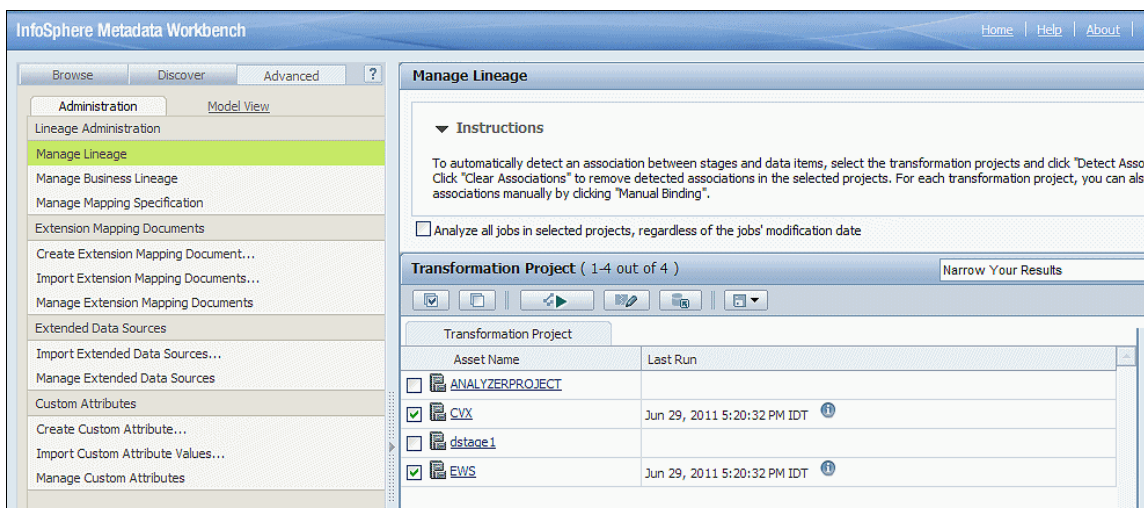 InfoSphere Metadata Workbench
Home | Help | About |
Browse Discover Advanced ?
Administration Model View
Lineage Administration
Manage Lineage
Manage Business Lineage
Manage Mapping Specification
Extension Mapping Documents
Create Extension Mapping Document...
Import Extension Mapping Documents...
Manage Extension Mapping Documents
Extended Data Sources
Import Extended Data Sources...
Manage Extended Data Sources
Custom Attributes
Create Custom Attribute...
Import Custom Attribute Values...
Manage Custom Attributes
Manage Lineage
Instructions
To automatically detect an association between stages and data items, select the transformation projects and click "Detect Asso
Click "Clear Associations" to remove detected associations in the selected projects. For each transformation project, you can als
associations manually by clicking "Manual Binding".
Analyze all jobs in selected projects, regardless of the jobs' modification date
Transformation Project ( 1-4 out of 4 ) Narrow Your Results
Transformation Project
Asset Name Last Run
ANALYZERPROJECT
CVX Jun 29, 2011 5:20:32 PM IDT
dstage1
EWS Jun 29, 2011 5:20:32 PM IDT